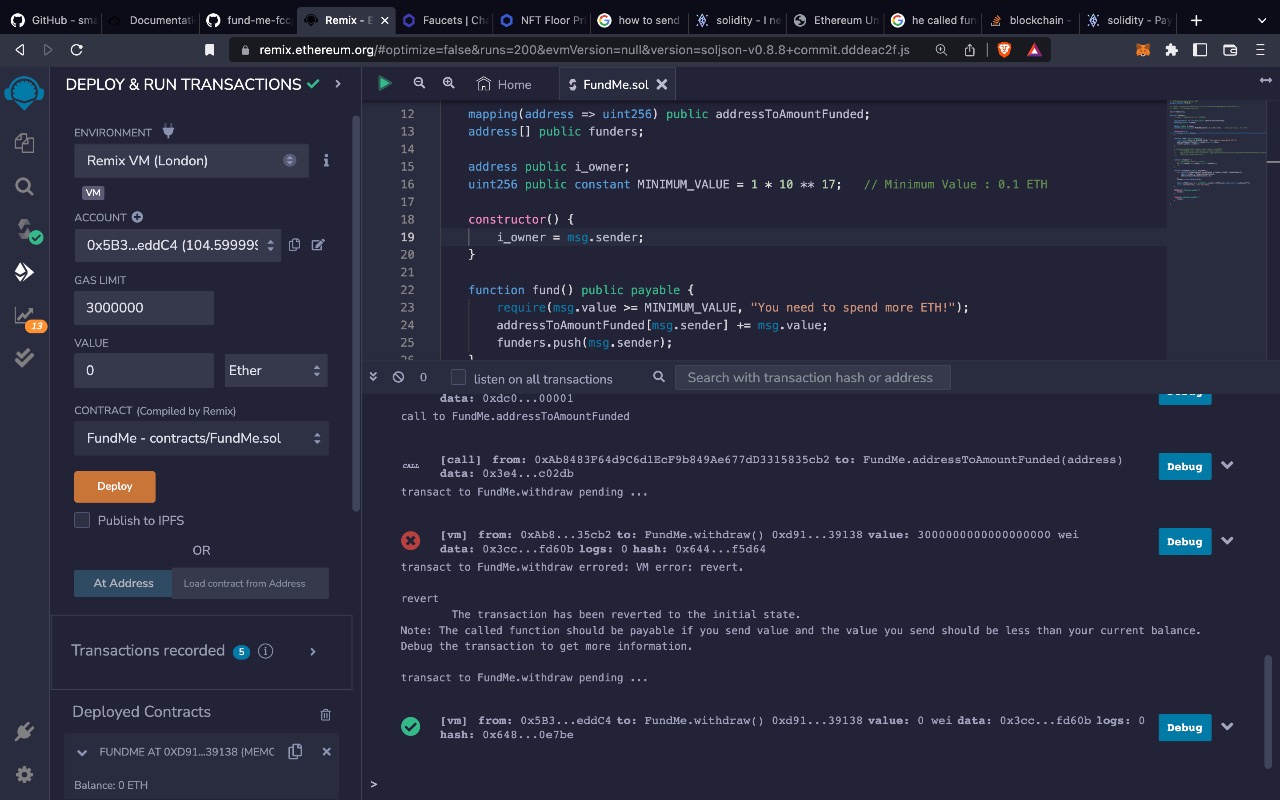 GitHub - sma
Documentati
fund-me-fcc
Remix - E
Faucets | Cha
NFT Floor Pri
how to send
solidity - I ne
Ethereum Un
he called fun
blockchain -
solidity - Pay
remix.ethereum.org/#optimize=false&runs=200&evmVersion=null&version=soljson-v0.8.8+commit.dddeac2f.js
DEPLOY & RUN TRANSACTIONS
Home
FundMe.sol
ENVIRONMENT
Remix VM (London)
VM
ACCOUNT
0x5B3...eddC4 (104.599999
GAS LIMIT
3000000
VALUE
0
Ether
CONTRACT (Compiled by Remix)
FundMe - contracts/FundMe.sol
Deploy
Publish to IPFS
OR
At Address
Load contract from Address
Transactions recorded 5 i
Deployed Contracts
FUNDME AT 0XD91...39138 (MEMO
Balance: 0 ETH
13
12 mapping(address => uint256) public addressToAmountFunded;
13 address[] public funders;
14
15 address public i_owner;
16 uint256 public constant MINIMUM_VALUE = 1 * 10 ** 17; // Minimum Value : 0.1 ETH
17
18 constructor() {
19 i_owner = msg.sender;
20 }
21
22 function fund() public payable {
23 require(msg.value >= MINIMUM_VALUE, "You need to spend more ETH!");
24 addressToAmountFunded[msg.sender] += msg.value;
25 funders.push(msg.sender);
26 }
0
listen on all transactions
Search with transaction hash or address
data: 0xdc0...00001
Debug
call to FundMe.addressToAmountFunded
CALL [call] from: 0xAb8483F64d9C6d1EcF9b849Ae677dD3315835cb2 to: FundMe.addressToAmountFunded(address)
data: 0x3e4...c02db
Debug
transact to FundMe.withdraw pending ...
[vm] from: 0xAb8...35cb2 to: FundMe.withdraw() 0xd91...39138 value: 3000000000000000000 wei
data: 0x3cc...fd60b logs: 0 hash: 0x644...f5d64
Debug
transact to FundMe.withdraw errored: VM error: revert.
revert
The transaction has been reverted to the initial state.
Note: The called function should be payable if you send value and the value you send should be less than your current balance.
Debug the transaction to get more information.
transact to FundMe.withdraw pending ...
[vm] from: 0x5B3...eddC4 to: FundMe.withdraw() 0xd91...39138 value: 0 wei data: 0x3cc...fd60b logs: 0
hash: 0x648...0e7be
Debug
>